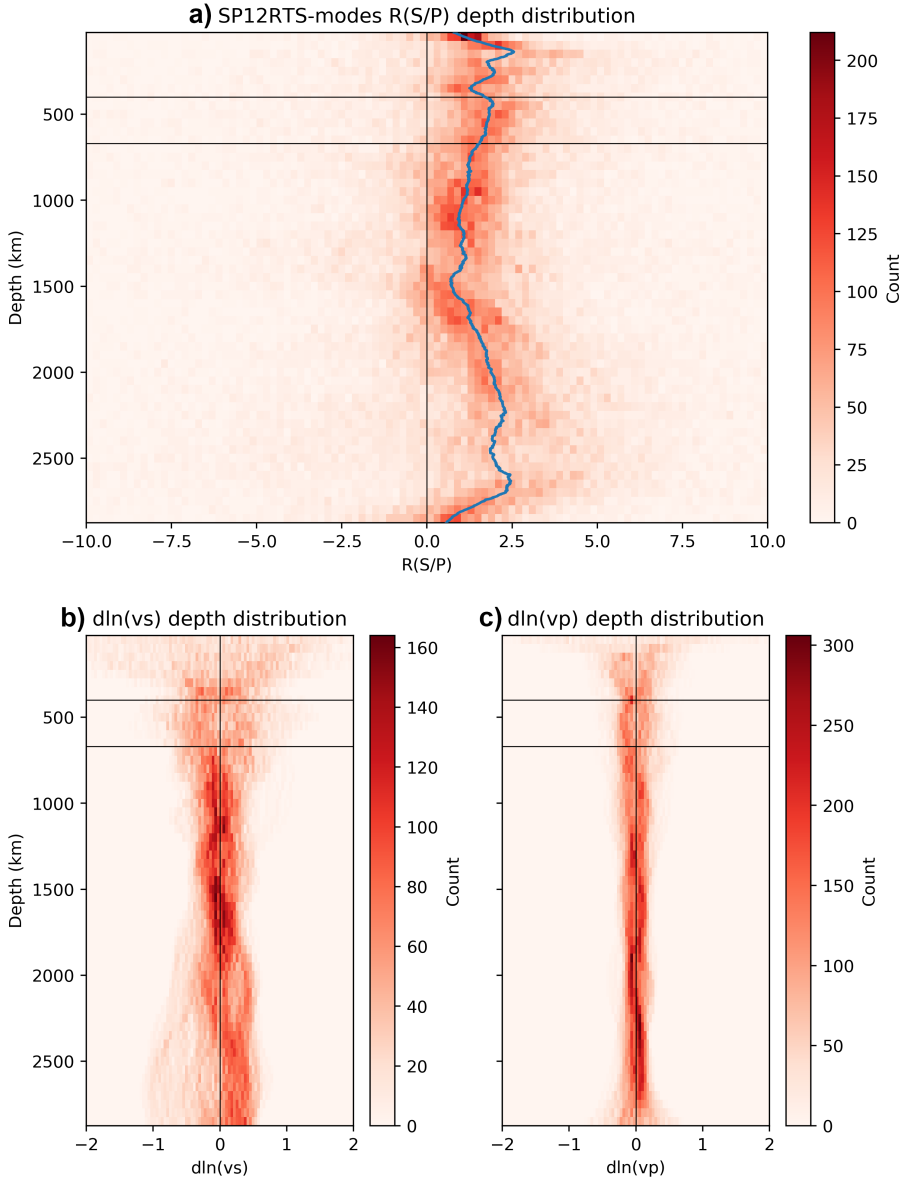 a) SP12RTS-modes R(S/P) depth distribution
500
1000
1500
2000
2500
Depth (km)
−10.0 −7.5 −5.0 −2.5 0.0 2.5 5.0 7.5 10.0
R(S/P)
200
175
150
125
100
75
50
25
0
Count
b) dln(vs) depth distribution
500
1000
1500
2000
2500
Depth (km)
−2 −1 0 1 2
dln(vs)
160
140
120
100
80
60
40
20
0
Count
c) dln(vp) depth distribution
−2 −1 0 1 2
dln(vp)
300
250
200
150
100
50
0
Count